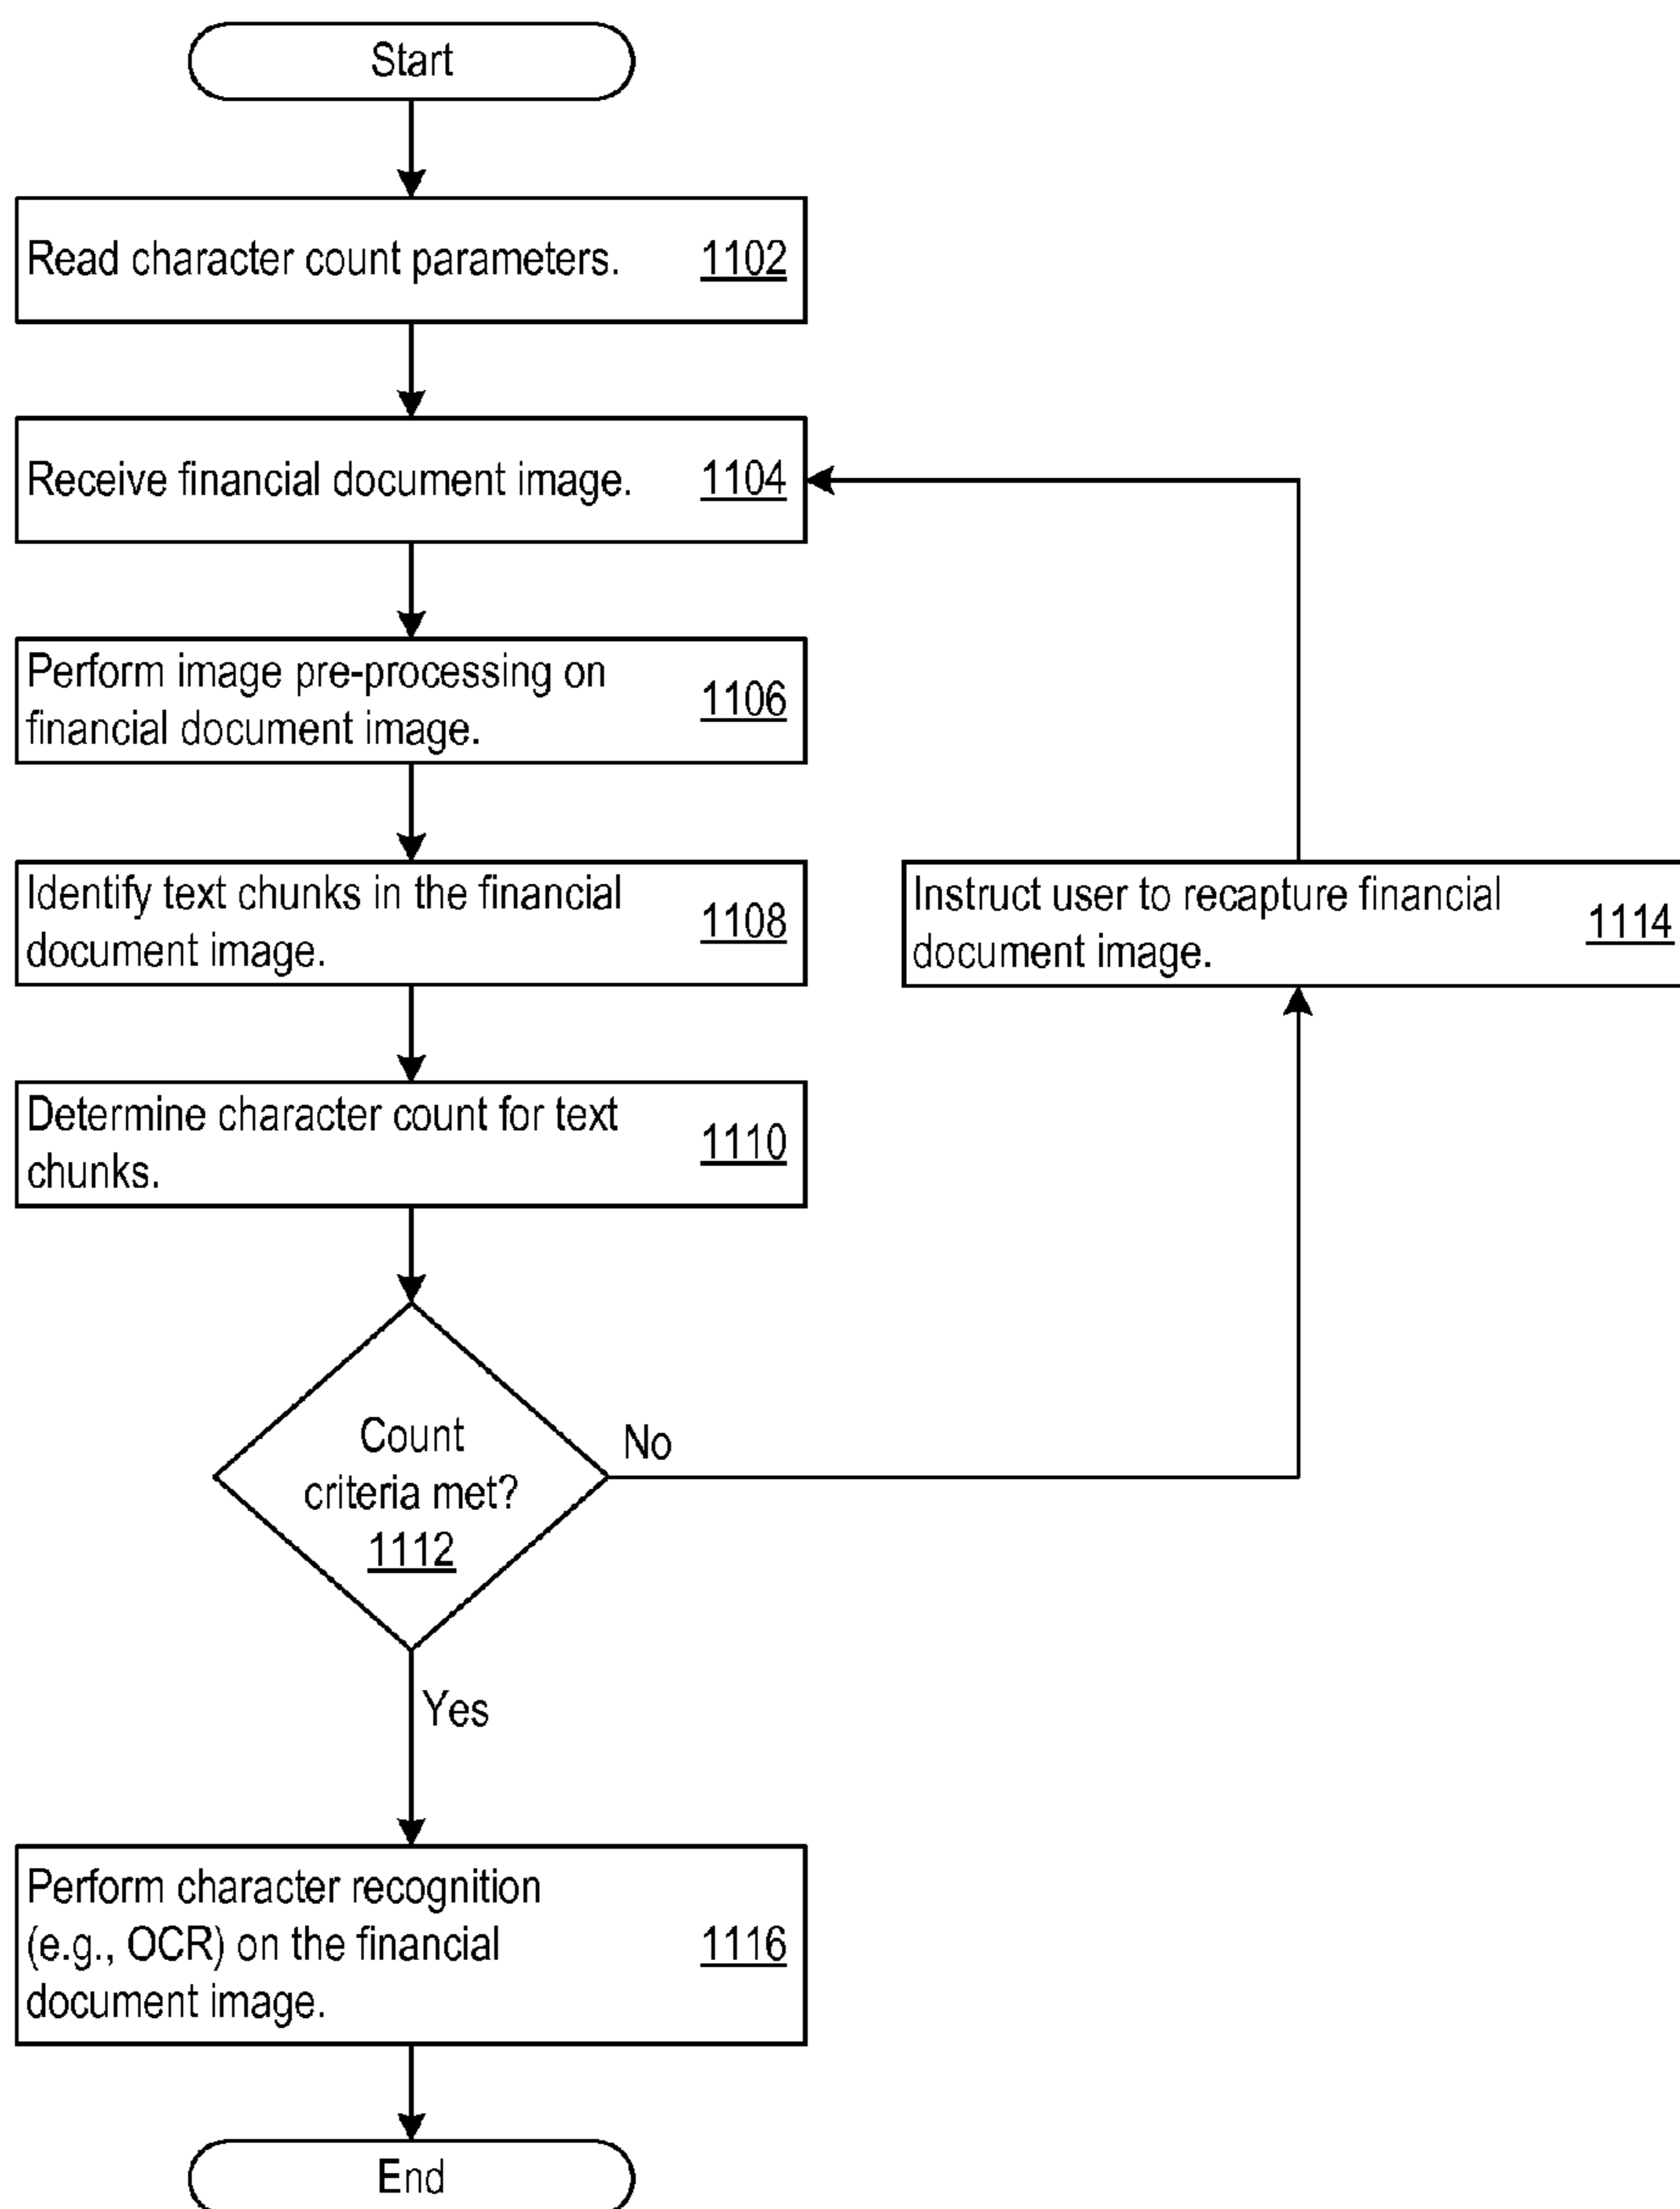 Start
Read character count parameters. 1102
Receive financial document image. 1104
Perform image pre-processing on
financial document image.
1106
Identify text chunks in the financial
document image.
1108
Instruct user to recapture financial
document image.
1114
Determine character count for text
chunks.
1110
Count
criteria met?
1112
No
Yes
Perform character recognition
(e.g., OCR) on the financial
document image.
1116
End